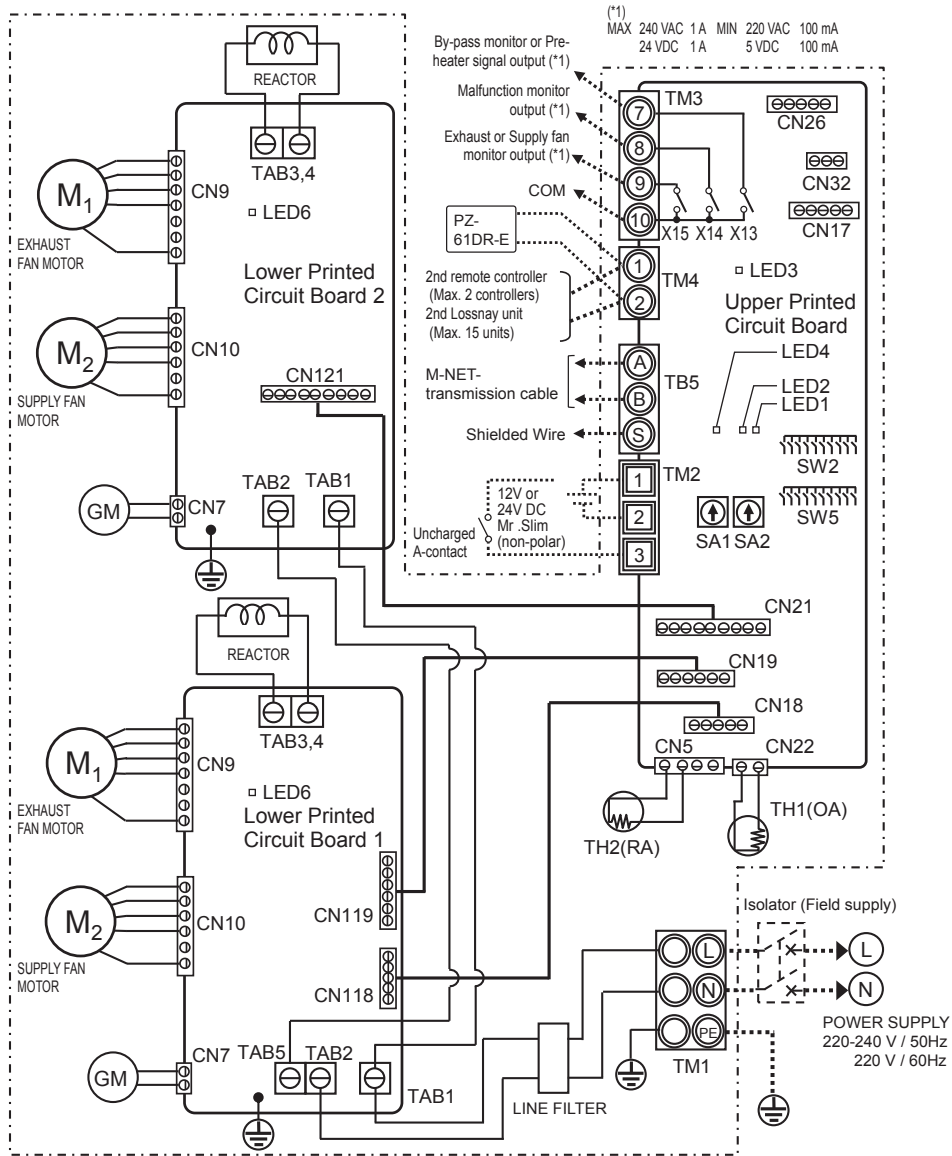 (*1)
MAX 240 VAC 1 A MIN 220 VAC 100 mA
24 VDC 1 A 5 VDC 100 mA
By-pass monitor or Pre-
heater signal output (*1)
Malfunction monitor
output (*1)
Exhaust or Supply fan
monitor output (*1)
COM
PZ-
61DR-E
2nd remote controller
(Max. 2 controllers)
2nd Lossnay unit
(Max. 15 units)
M-NET-
transmission cable
Shielded Wire
12V or
24V DC
Mr .Slim
(non-polar)
Uncharged
A-contact
TM3
7
8
9
10
X15 X14 X13
TM4
1
2
TB5
A
B
S
TM2
1
2
3
CN26
CN32
CN17
LED3
Upper Printed
Circuit Board
LED4
LED2
LED1
SW2
SW5
SA1 SA2
CN21
CN19
CN18
CN5
CN22
TH2(RA)
TH1(OA)
REACTOR
TAB3,4
M1
EXHAUST
FAN MOTOR
CN9
LED6
Lower Printed
Circuit Board 2
M2
SUPPLY FAN
MOTOR
CN10
CN121
TAB2 TAB1
GM
CN7
REACTOR
TAB3,4
M1
EXHAUST
FAN MOTOR
CN9
LED6
Lower Printed
Circuit Board 1
M2
SUPPLY FAN
MOTOR
CN10
CN119
CN118
GM
CN7
TAB5 TAB2
TAB1
LINE FILTER
TM1
L
N
PE
Isolator (Field supply)
L
N
POWER SUPPLY
220-240 V / 50Hz
220 V / 60Hz